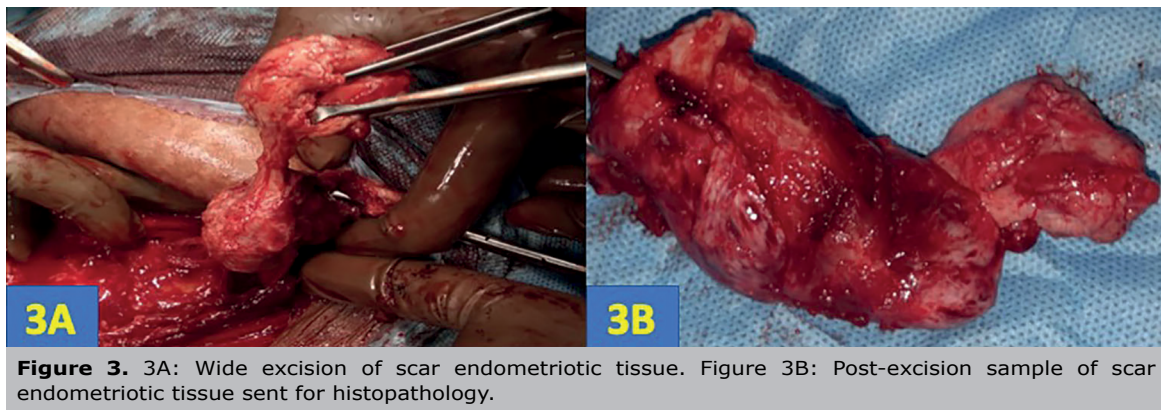 3A
3B
Figure 3. 3A: Wide excision of scar endometriotic tissue. Figure 3B: Post-excision sample of scar
endometriotic tissue sent for histopathology.